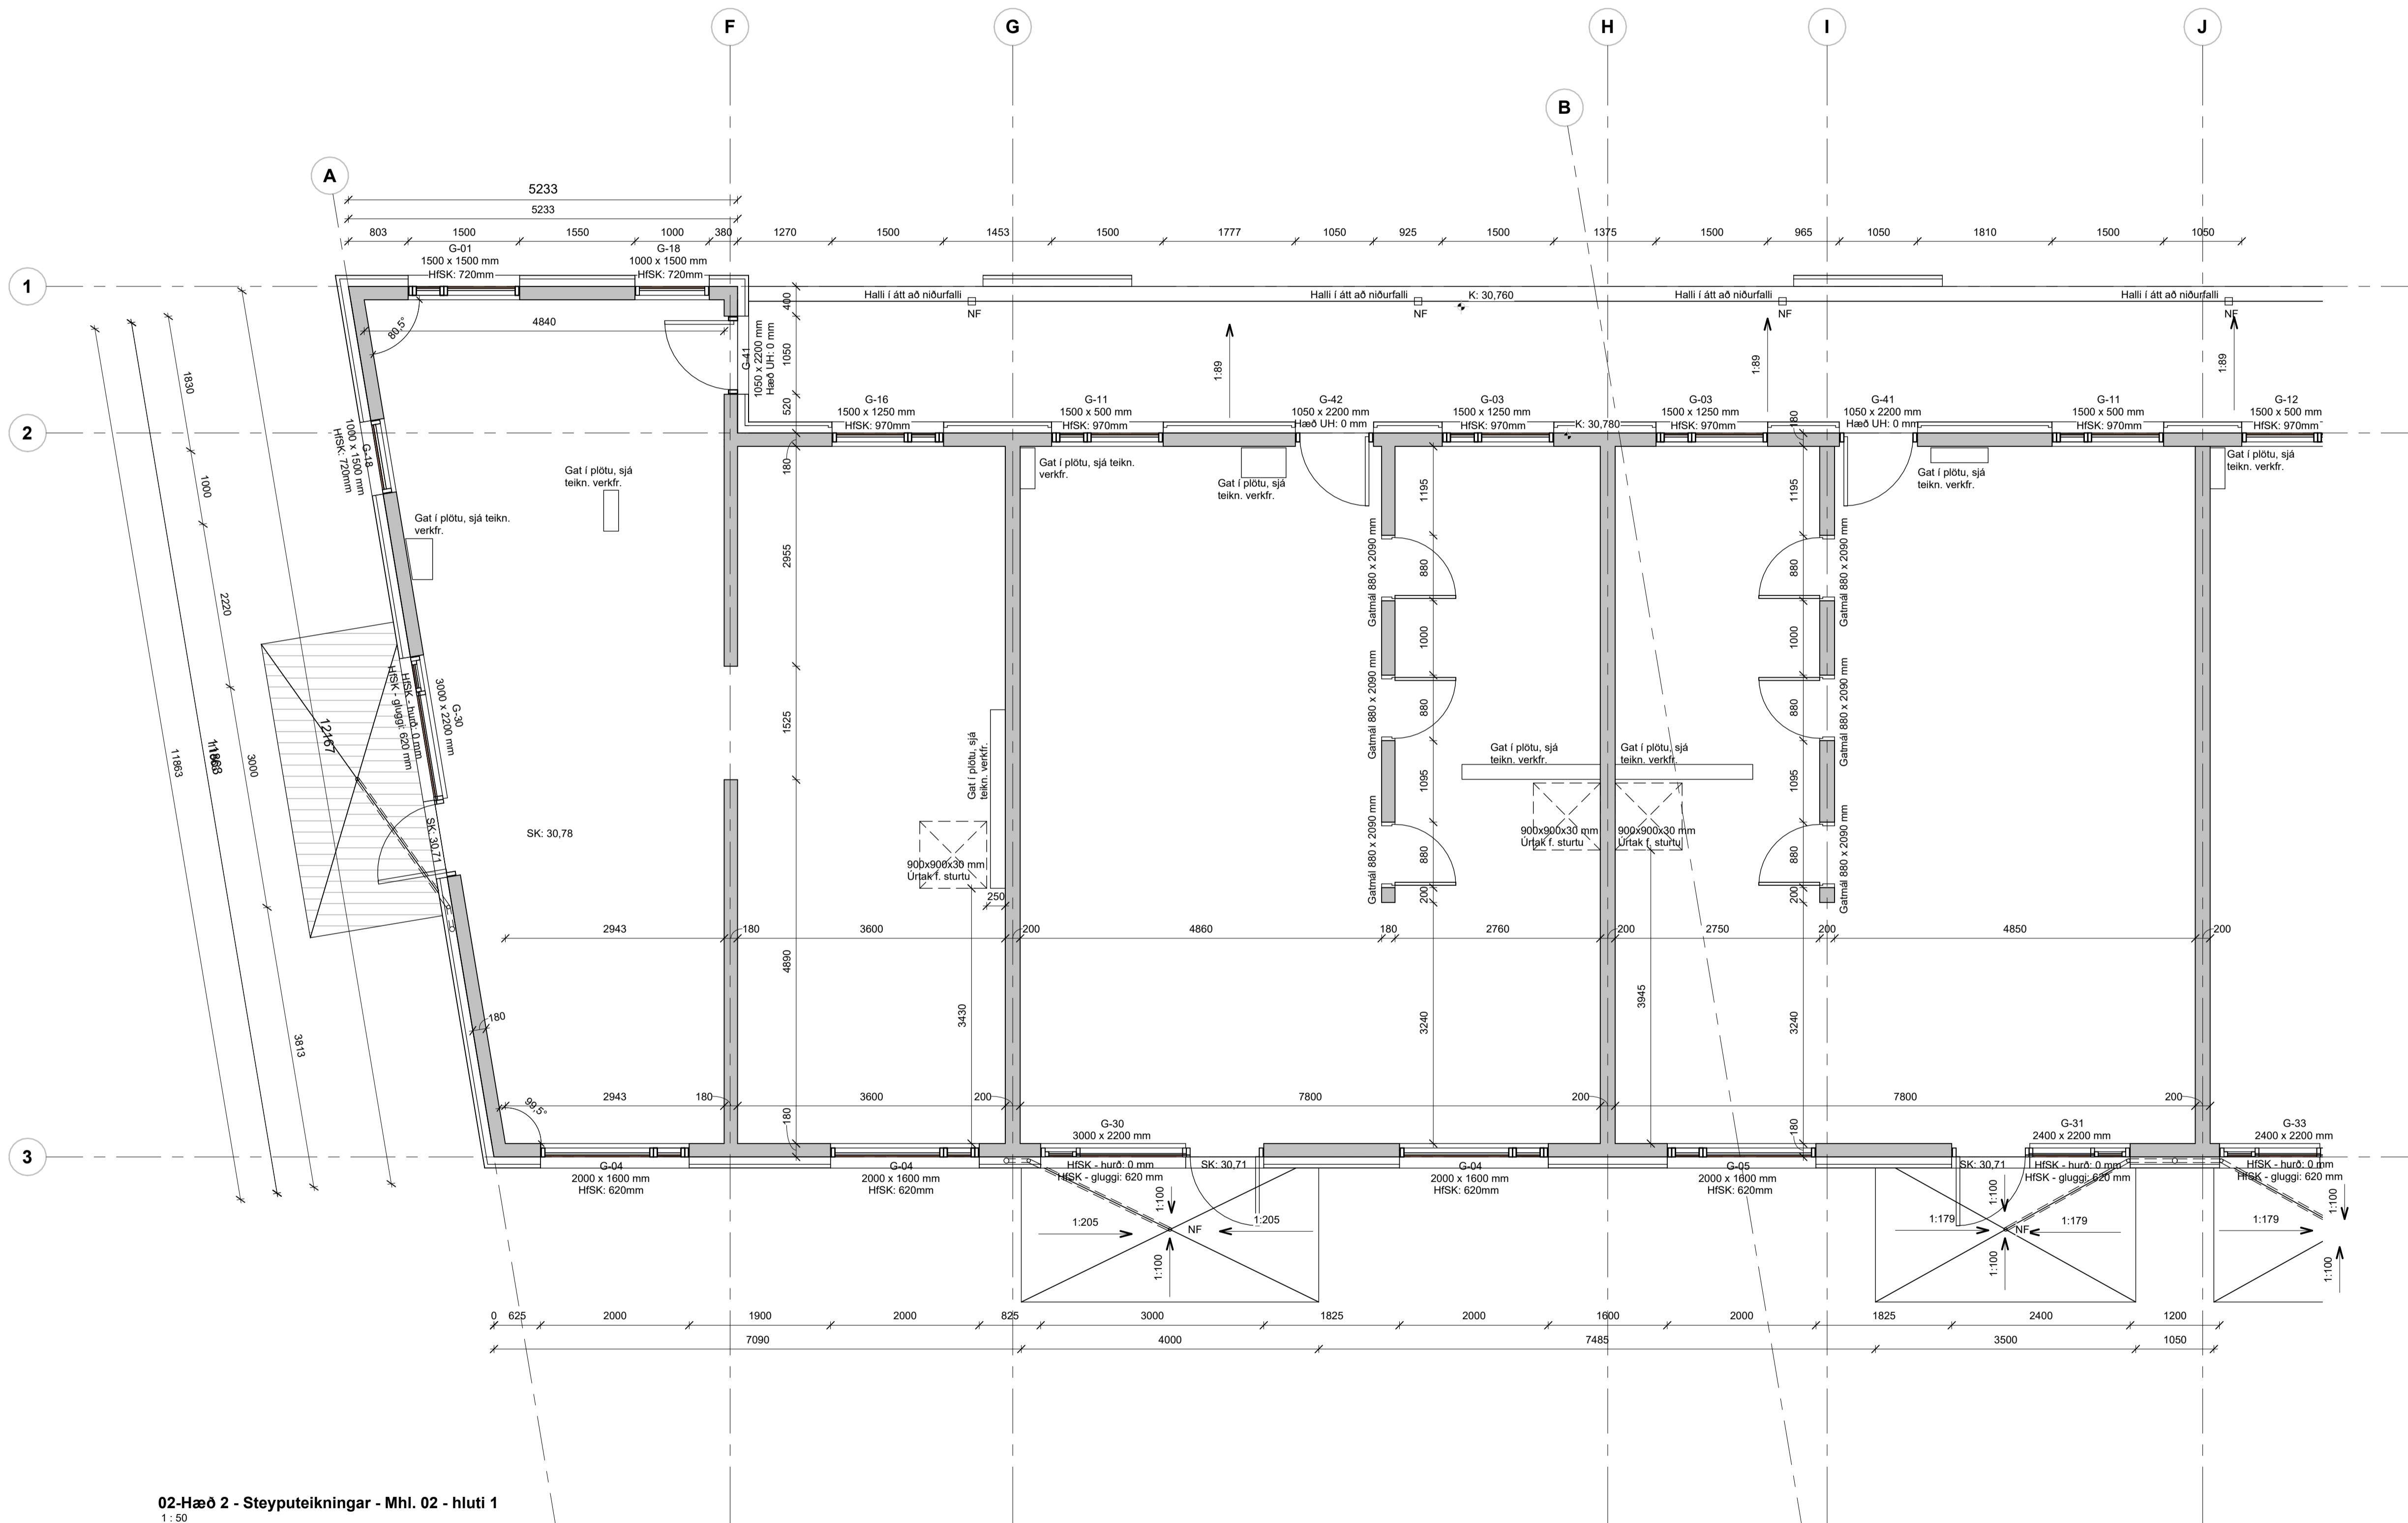 F
G
H
I
J
B
A
5233
5233
803
1500
1550
1000
380
1270
1500
1453
1500
1777
1050
925
1500
1375
1500
965
1050
1810
1500
1050
G-01
1500 x 1500 mm
HfSK: 720mm
G-18
1000 x 1500 mm
HfSK: 720mm
1
Halli í átt að niðurfalli
NF
Halli í átt að niðurfalli
NF
K: 30,760
Halli í átt að niðurfalli
NF
Halli í átt að niðurfalli
NF
400
4840
80,5°
G-41
1050 x 2200 mm
Hæð UH: 0 mm
1050
520
1:89
1:89
1:89
2
G-16
1500 x 1250 mm
HfSK: 970mm
G-11
1500 x 500 mm
HfSK: 970mm
G-42
1050 x 2200 mm
Hæð UH: 0 mm
G-03
1500 x 1250 mm
HfSK: 970mm
K: 30,780
G-03
1500 x 1250 mm
HfSK: 970mm
180
G-41
1050 x 2200 mm
Hæð UH: 0 mm
G-11
1500 x 500 mm
HfSK: 970mm
G-12
1500 x 500 mm
HfSK: 970mm
1830
1000
2220
3000
3813
11863
11863
12167
G-18
1000 x 1500 mm
HfSK: 720mm
Gat í plötu, sjá teikn.
verkfr.
Gat í plötu, sjá
teikn. verkfr.
180
Gat í plötu, sjá teikn.
verkfr.
Gat í plötu, sjá
teikn. verkfr.
Gat í plötu, sjá
teikn. verkfr.
Gat í plötu, sjá
teikn. verkfr.
2955
1525
4890
180
1195
880
1000
880
1095
880
200
3240
1195
880
1000
880
1095
880
200
3240
180
Gatmál 880 x 2090 mm
Gatmál 880 x 2090 mm
Gatmál 880 x 2090 mm
Gatmál 880 x 2090 mm
Gatmál 880 x 2090 mm
Gatmál 880 x 2090 mm
G-30
3000 x 2200 mm
HfSK - hurð: 0 mm
HfSK - gluggi: 620 mm
SK: 30,71
SK: 30,78
Gat í plötu, sjá
teikn. verkfr.
Gat í plötu, sjá
teikn. verkfr.
Gat í plötu, sjá
teikn. verkfr.
900x900x30 mm
Úrtak f. sturtu
900x900x30 mm
Úrtak f. sturtu
900x900x30 mm
Úrtak f. sturtu
250
2943
180
3600
200
4860
180
2760
200
2750
200
4850
200
3430
3945
180
99,5°
2943
180
3600
200
7800
200
7800
200
3
G-04
2000 x 1600 mm
HfSK: 620mm
G-04
2000 x 1600 mm
HfSK: 620mm
G-30
3000 x 2200 mm
HfSK - hurð: 0 mm
HfSK - gluggi: 620 mm
SK: 30,71
G-04
2000 x 1600 mm
HfSK: 620mm
G-05
2000 x 1600 mm
HfSK: 620mm
SK: 30,71
G-31
2400 x 2200 mm
HfSK - hurð: 0 mm
HfSK - gluggi: 620 mm
G-33
2400 x 2200 mm
HfSK - hurð: 0 mm
HfSK - gluggi: 620 mm
1:205
1:100
NF
1:205
1:100
1:179
1:100
NF
1:179
1:100
1:179
1:100
1:100
0
625
2000
1900
2000
825
3000
1825
2000
1600
2000
1825
2400
1200
7090
4000
7485
3500
1050
02-Hæð 2 - Steyputeikningar - Mhl. 02 - hluti 1
1 : 50